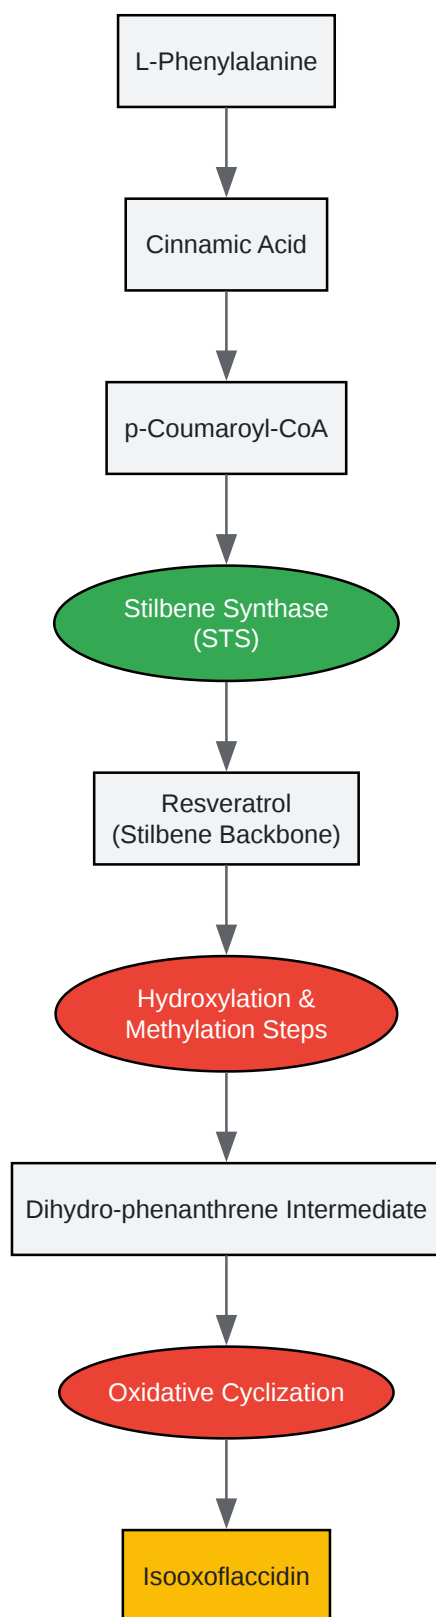 L-Phenylalanine
Cinnamic Acid
p-Coumaroyl-CoA
Stilbene Synthase
(STS)
Resveratrol
(Stilbene Backbone)
Hydroxylation &
Methylation Steps
Dihydro-phenanthrene Intermediate
Oxidative Cyclization
Isooxoflaccidin